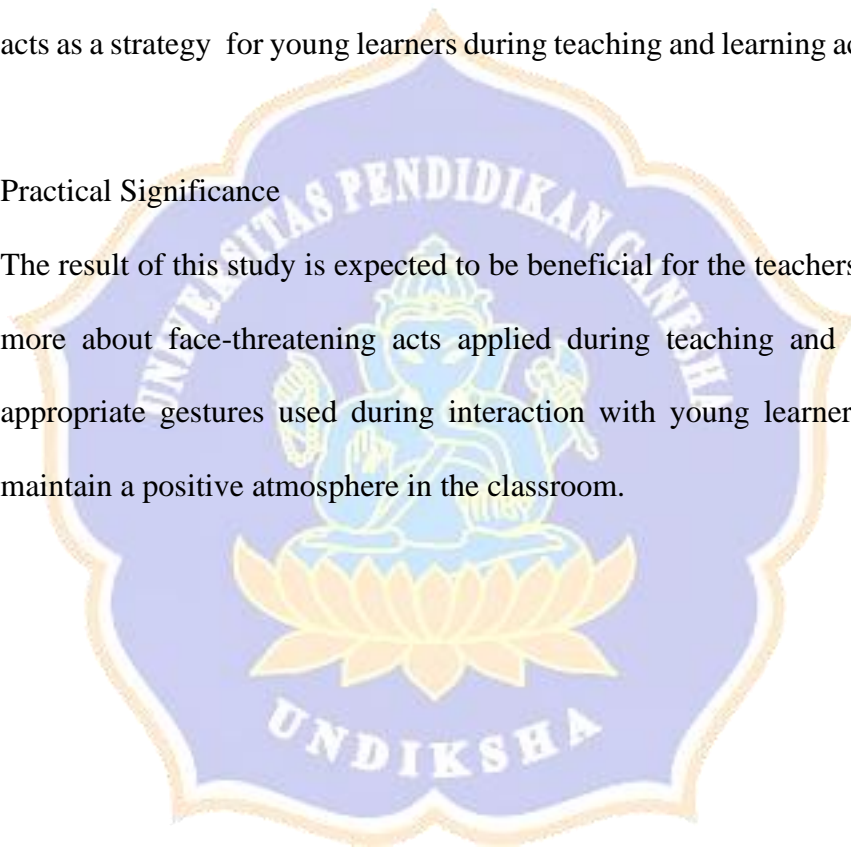 acts as a strategy for young learners during teaching and learning ac
Practical Significance
The result of this study is expected to be beneficial for the teachers
more about face-threatening acts applied during teaching and
appropriate gestures used during interaction with young learner
maintain a positive atmosphere in the classroom.
UNIVERSITAS PENDIDIKAN GANESHA
UNDIKSHA